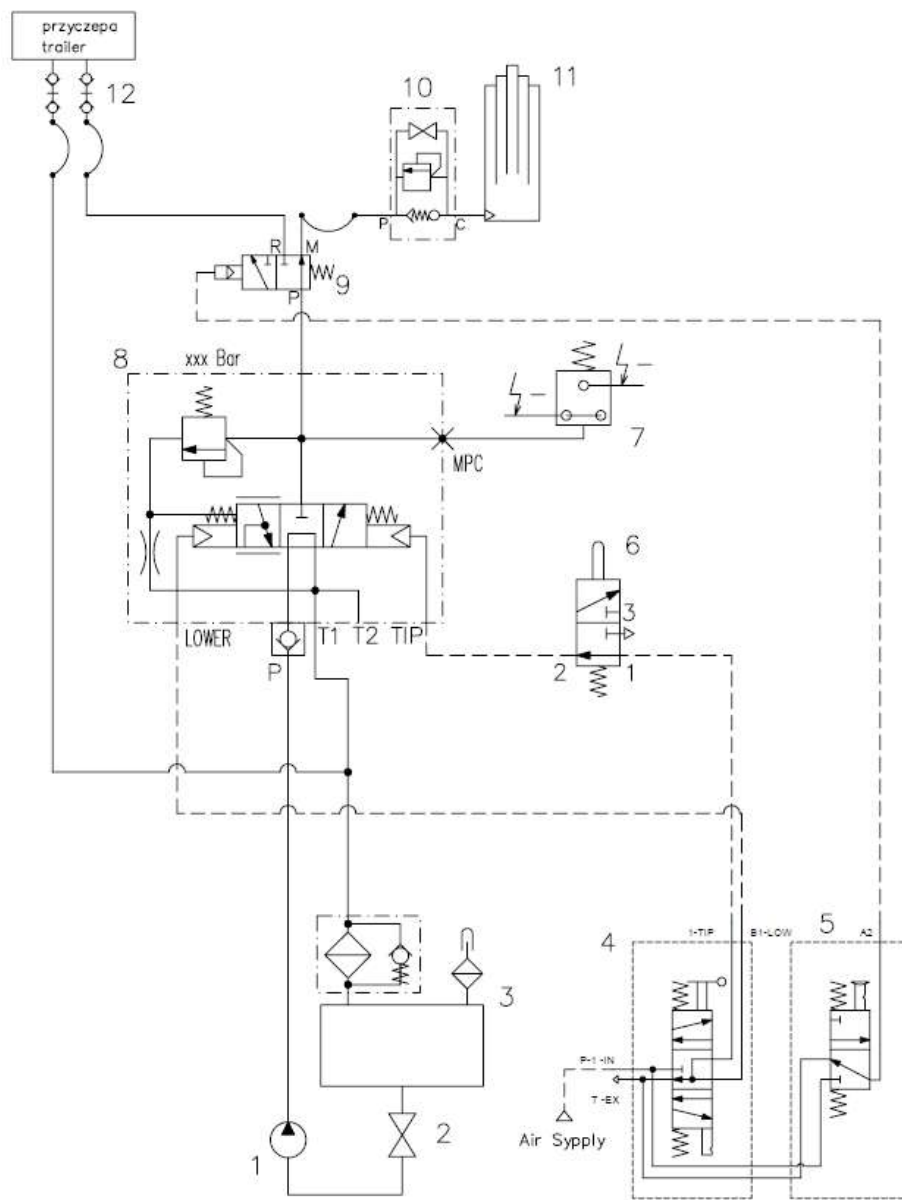 przyczepa
trailer
12
10
11
P
C
R
M
P
9
8
xxx Bar
7
MPC
6
3
LOWER
T1
T2
TIP
2
1
P
4
1-TIP
B1-LOW
5
A2
3
P-1-IN
7-EX
Air Sypply
1
2